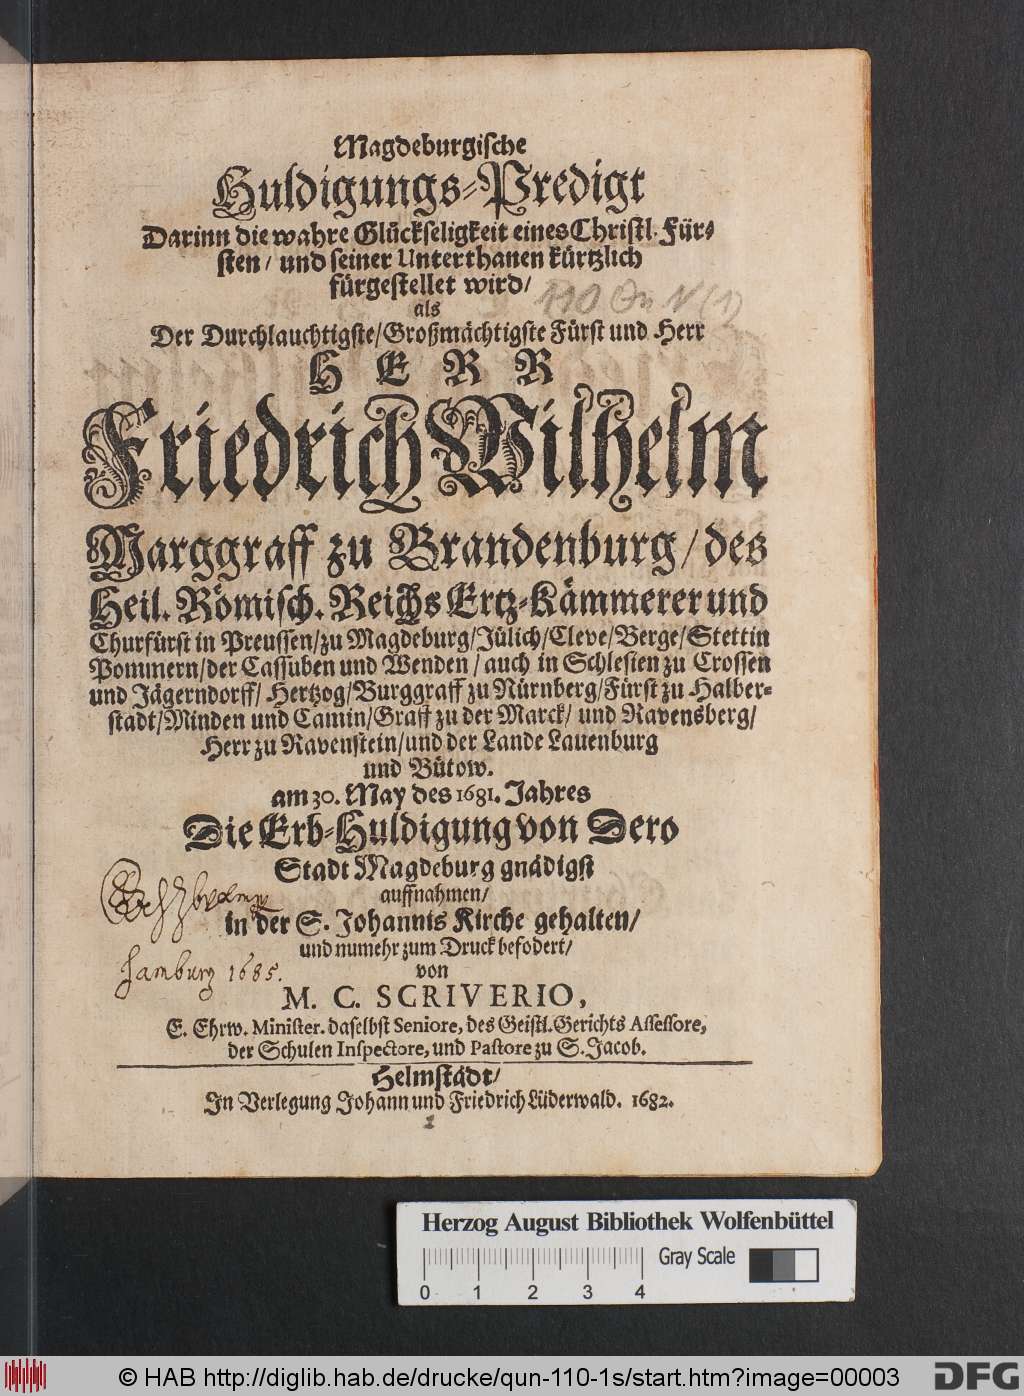 Magdeburgische
Huldigungs-Predigt
Darinn die wahre Glückseligkeit eines Christl. Für-
sten/ und seiner Unterthanen kürtzlich
fürgestellet wird/
110 Qu N (1)
als
Der Durchlauchtigste/Großmächtigste Fürst und Herr
HERR
Friedrich Wilhelm
Marggraff zu Brandenburg/des
Heil. Römisch. Reichs Ertz-Kämmerer und
Churfürst in Preussen/zu Magdeburg/Jülich/Cleve/Berge/Stettin
Pommern/der Cassuben und Wenden/auch in Schlesien zu Crossen
und Jägerndorff/Hertzog/Burggraff zu Nürnberg/Fürst zu Halber-
stadt/Minden und Camin/Graff zu der Marck/und Ravensberg/
Herr zu Ravenstein/und der Lande Lauenburg
und Bütow.
am 30. May des 1681. Jahres
Die Erb-Huldigung von Dero
Stadt Magdeburg gnädigst
auffnahmen/
in der S. Johannis Kirche gehalten/
und numehr zum Druck befodert/
hamburg 1685.
von
M. C. SCRIVERIO,
E. Ehrw. Minister. daselbst Seniore, des Geistl. Gerichts Assessore,
der Schulen Inspectore, und Pastore zu S. Jacob.
Helmstädt/
In Verlegung Johann und Friedrich Lüderwald. 1682.
1
Herzog August Bibliothek Wolfenbüttel
Gray Scale
0 1 2 3 4
© HAB http://diglib.hab.de/drucke/qun-110-1s/start.htm?image=00003
DFG